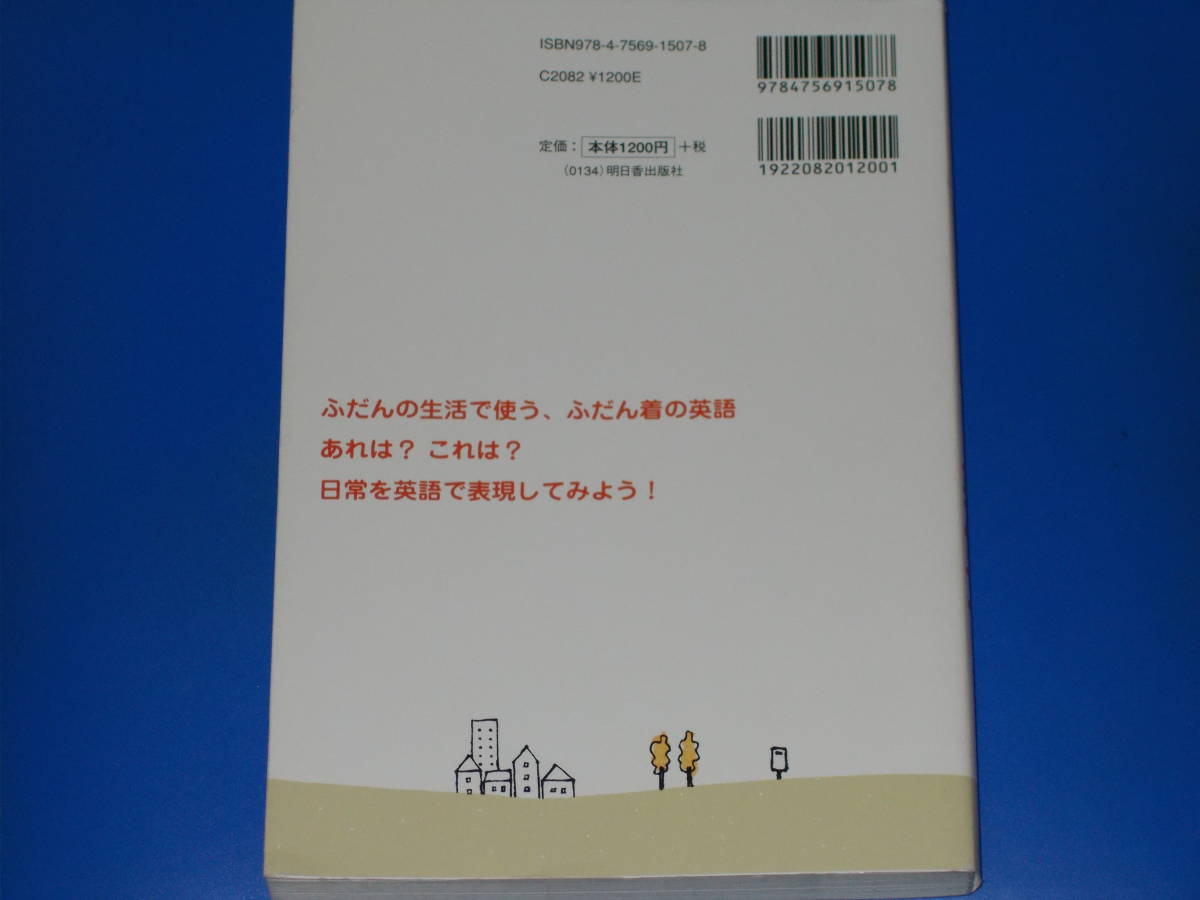 ISBN978-4-7569-1507-8
C2082 ¥1200E
9784756915078
定価： 本体1200円 +税
（0134）明日香出版社
1922082012001
ふだんの生活で使う、ふだん着の英語
あれは？ これは？
日常を英語で表現してみよう！